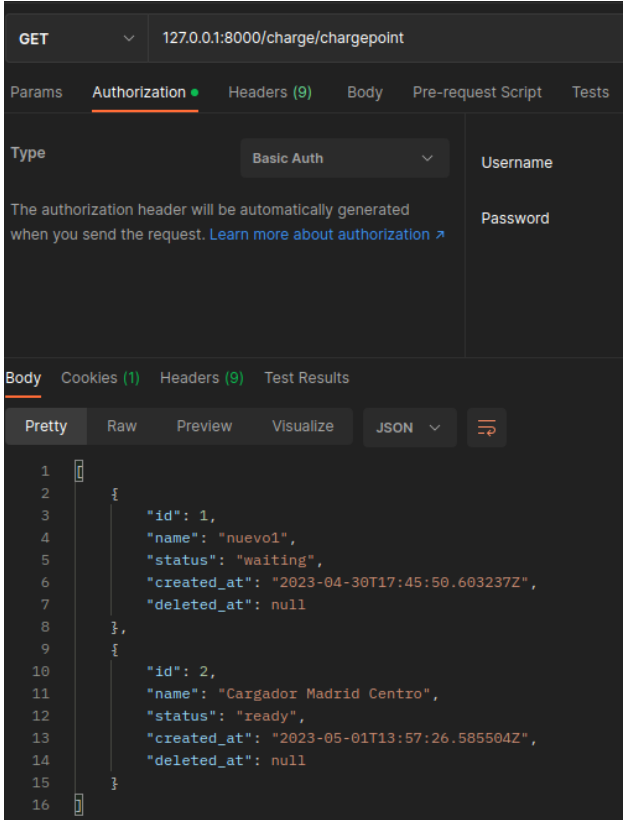 GET 127.0.0.1:8000/charge/chargepoint
Params Authorization Headers (9) Body Pre-request Script Tests
Type Basic Auth
Username
The authorization header will be automatically generated
when you send the request. Learn more about authorization ↗
Password
Body Cookies (1) Headers (9) Test Results
Pretty Raw Preview Visualize JSON
1 [
2 {
3 "id": 1,
4 "name": "nuevo1",
5 "status": "waiting",
6 "created_at": "2023-04-30T17:45:50.603237Z",
7 "deleted_at": null
8 },
9 {
10 "id": 2,
11 "name": "Cargador Madrid Centro",
12 "status": "ready",
13 "created_at": "2023-05-01T13:57:26.585504Z",
14 "deleted_at": null
15 }
16 ]